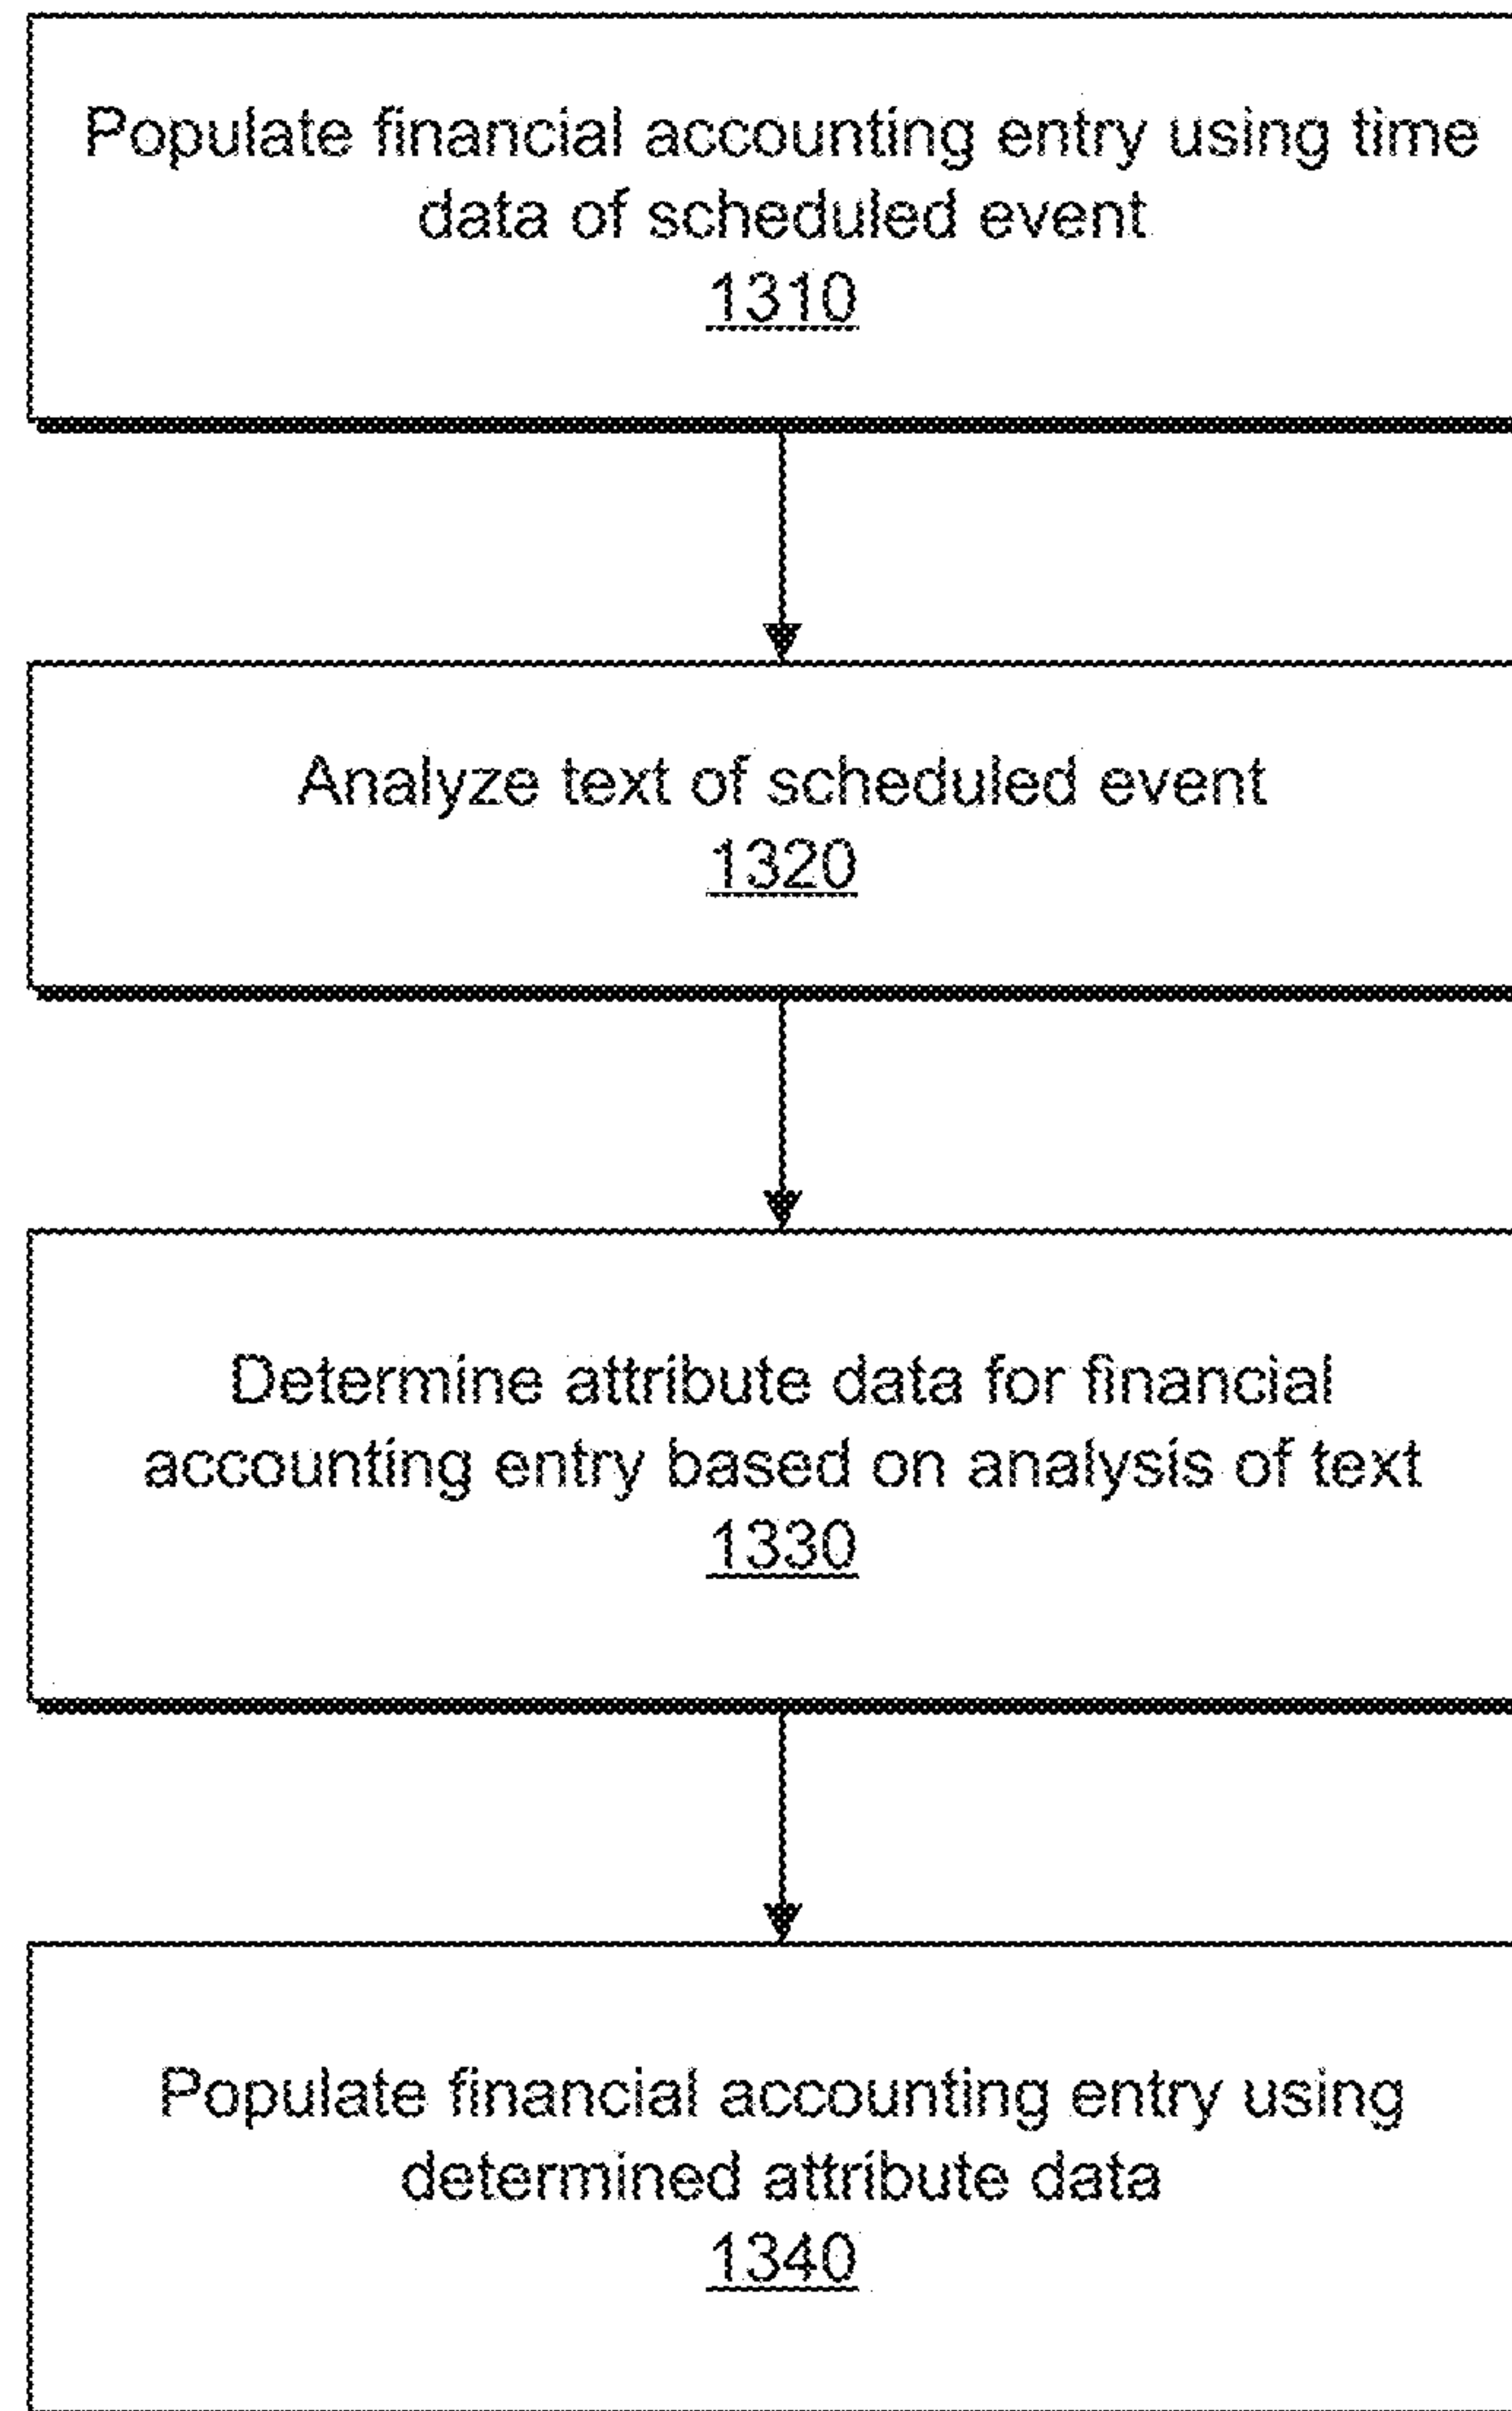 Populate financial accounting entry using time
data of scheduled event
1310
Analyze text of scheduled event
1320
Determine attribute data for financial
accounting entry based on analysis of text
1330
Populate financial accounting entry using
determined attribute data
1340